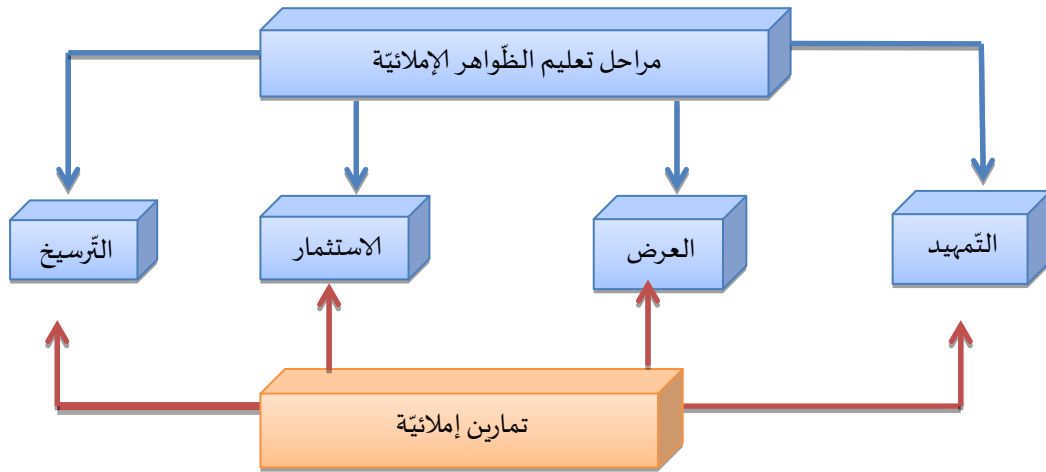 مراحل تعليم الظّواهر الإملائيّة
التّمهيد
العرض
الاستثمار
التّرسيخ
تمارين إملائيّة